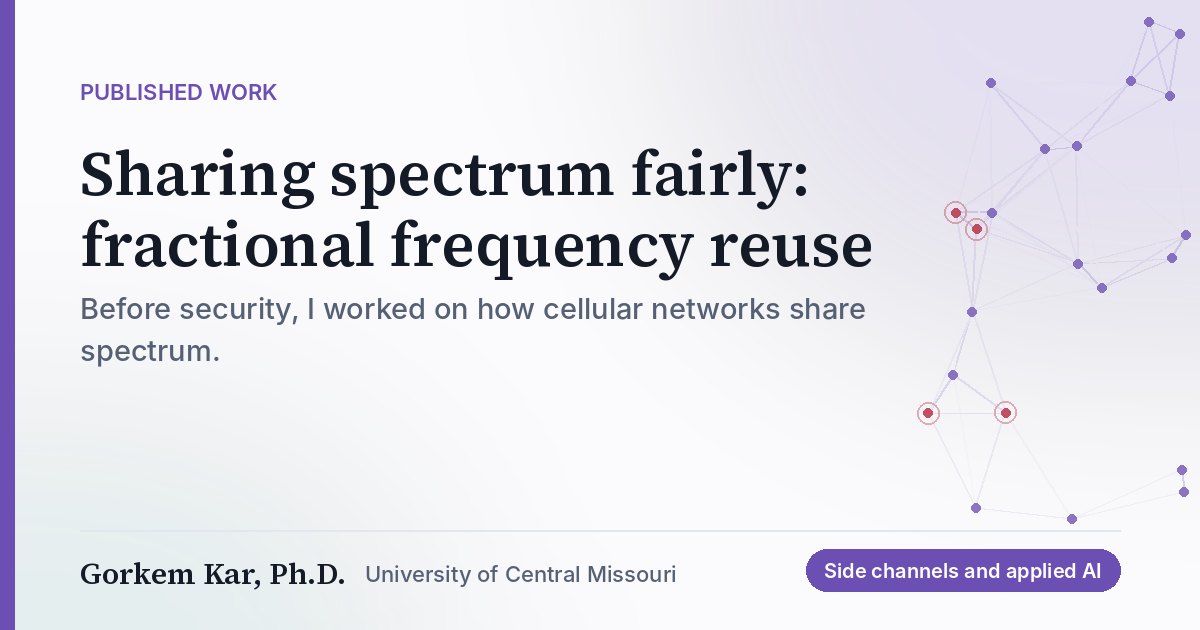 PUBLISHED WORK
Sharing spectrum fairly:
fractional frequency reuse
Before security, I worked on how cellular networks share
spectrum.
Gorkem Kar, Ph.D.
University of Central Missouri
Side channels and applied AI